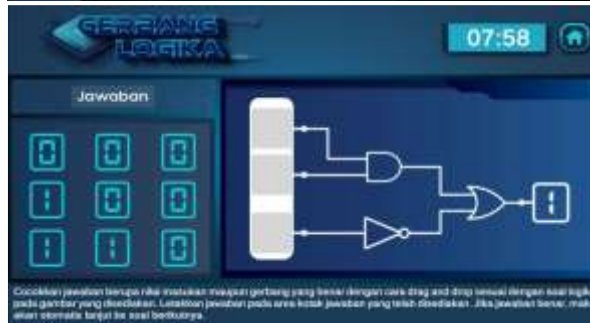 GERBANG
LOGIKA
07:58
Jawaban
0 0 0
1 0 0
1 1 0
1
Cocokkan jawaban berupa nilai masukan maupun gerbang yang benar dengan cara drag and drop sesuai dengan soal logik
pada gambar yang disediakan. Letakkan jawaban pada area kotak jawaban yang telah disediakan. Jika jawaban benar, mak
akan otomatis lanjut ke soal berikutnya.